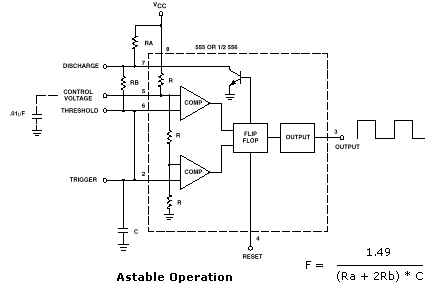 VCC
RA
8
555 OR 1/2 556
DISCHARGE
7
RB
R
CONTROL
VOLTAGE
5
.01µF
THRESHOLD
6
COMP
R
FLIP
FLOP
OUTPUT
3
OUTPUT
TRIGGER
2
COMP
R
C
4
RESET
Astable Operation
F = 1.49
(Ra + 2Rb) * C